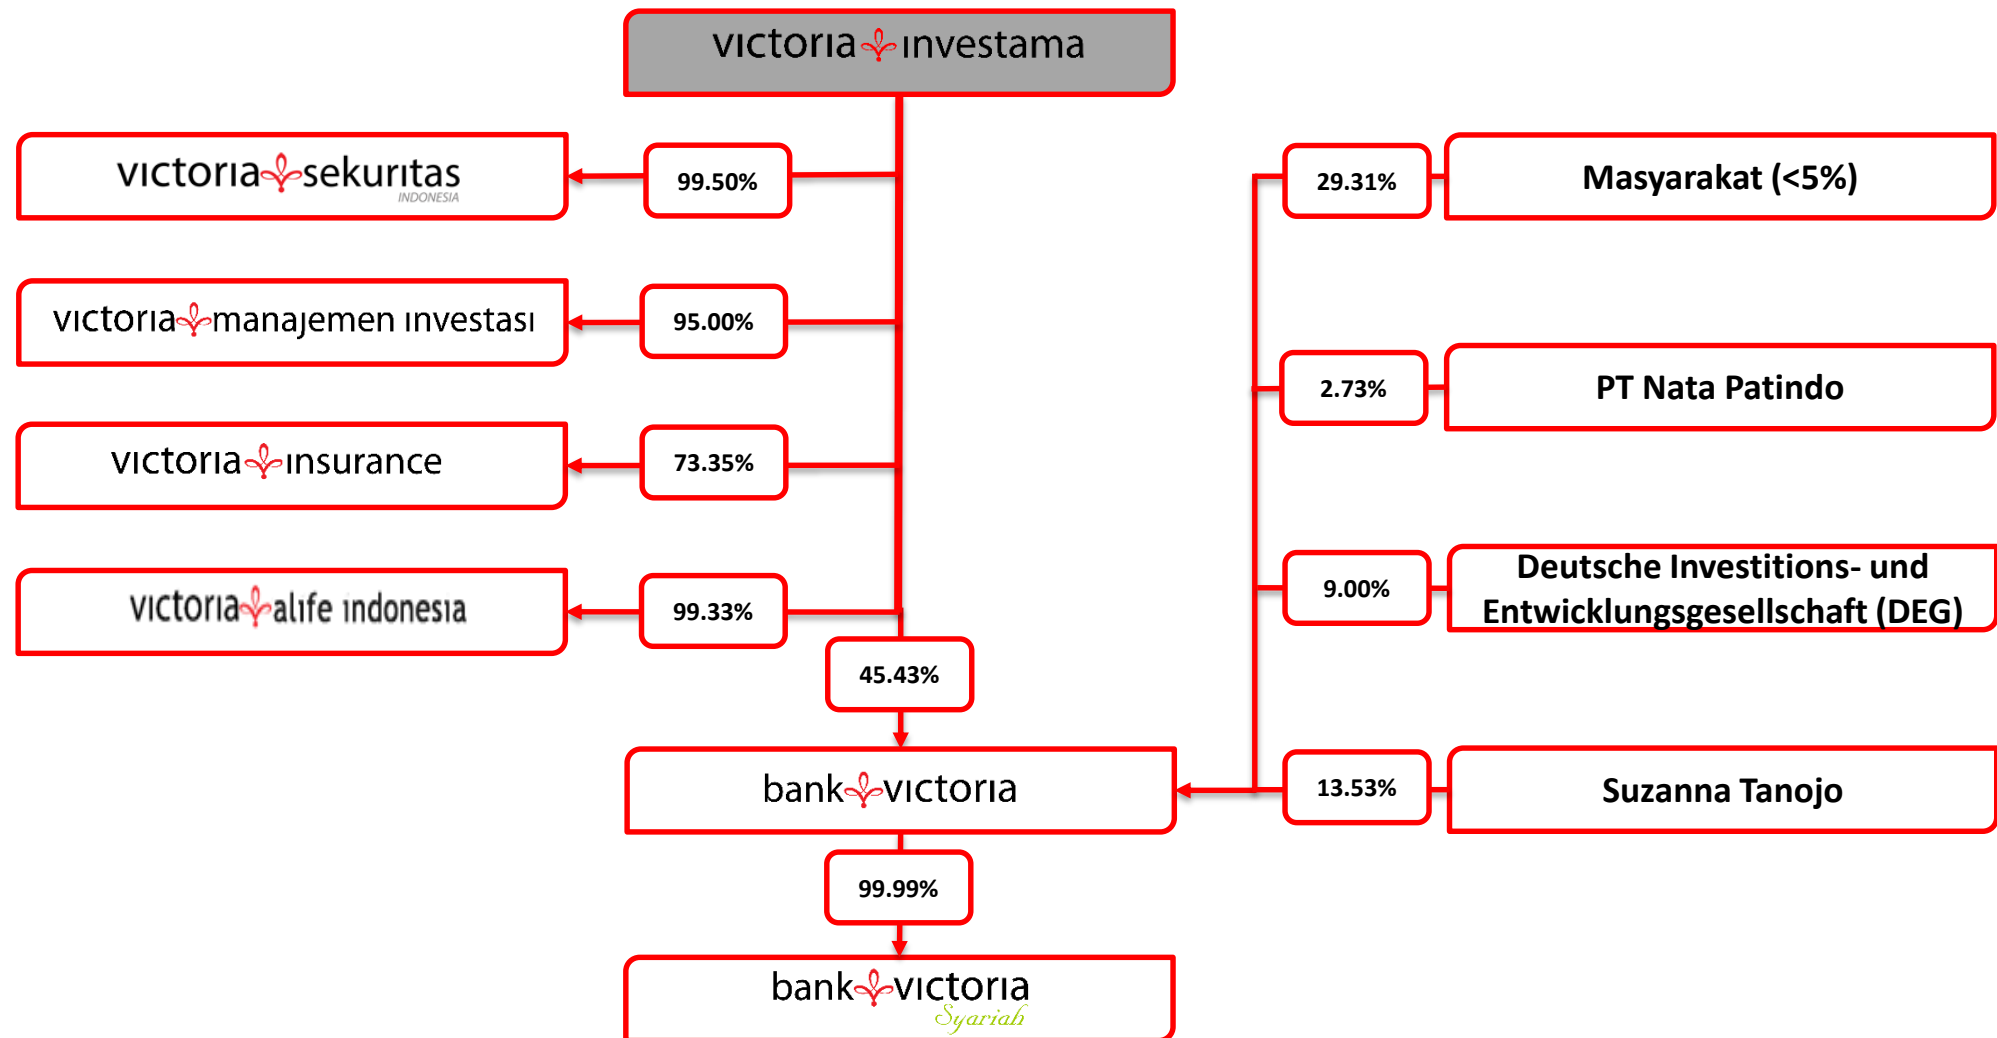 victoria investama
victoria sekuritas
INDONESIA
99.50%
29.31%
Masyarakat (<5%)
victoria manajemen investasi
95.00%
2.73%
PT Nata Patindo
victoria insurance
73.35%
9.00%
Deutsche Investitions- und
Entwicklungsgesellschaft (DEG)
victoria alife indonesia
99.33%
45.43%
bank victoria
13.53%
Suzanna Tanojo
99.99%
bank victoria
Syariah